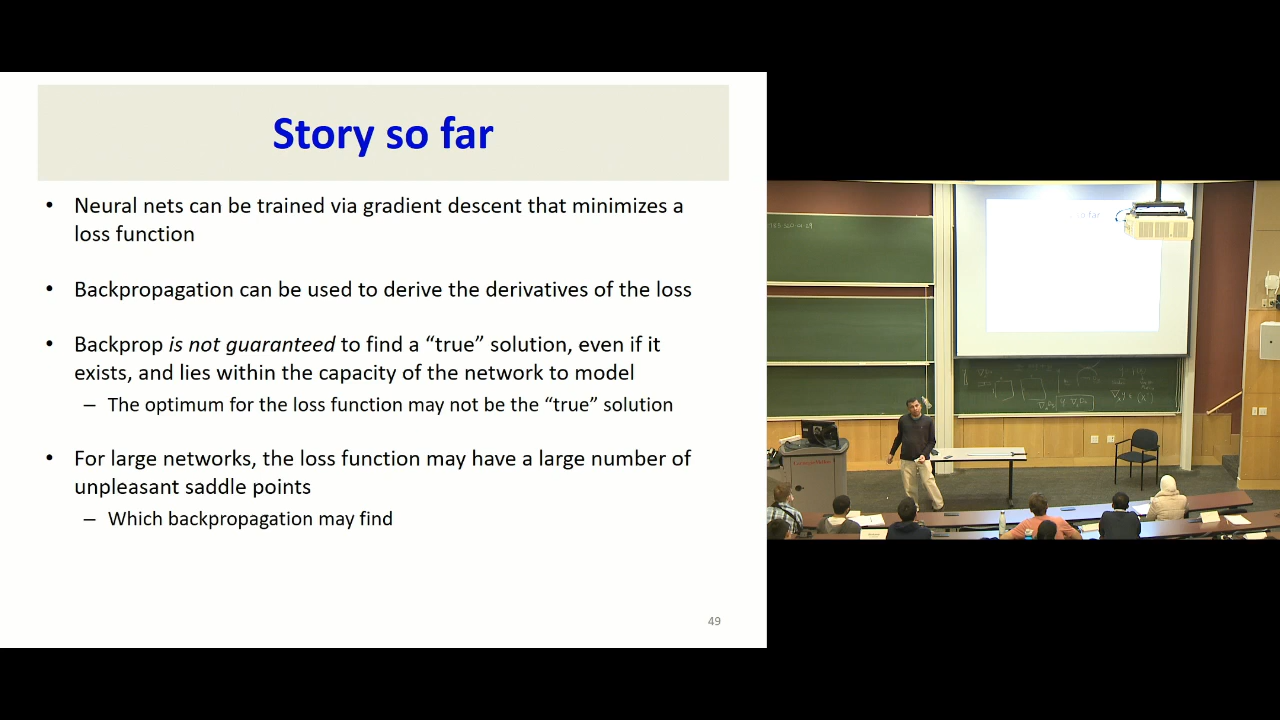 Story so far
• Neural nets can be trained via gradient descent that minimizes a
loss function
• Backpropagation can be used to derive the derivatives of the loss
• Backprop is not guaranteed to find a “true” solution, even if it
exists, and lies within the capacity of the network to model
– The optimum for the loss function may not be the “true” solution
• For large networks, the loss function may have a large number of
unpleasant saddle points
– Which backpropagation may find
49
so far